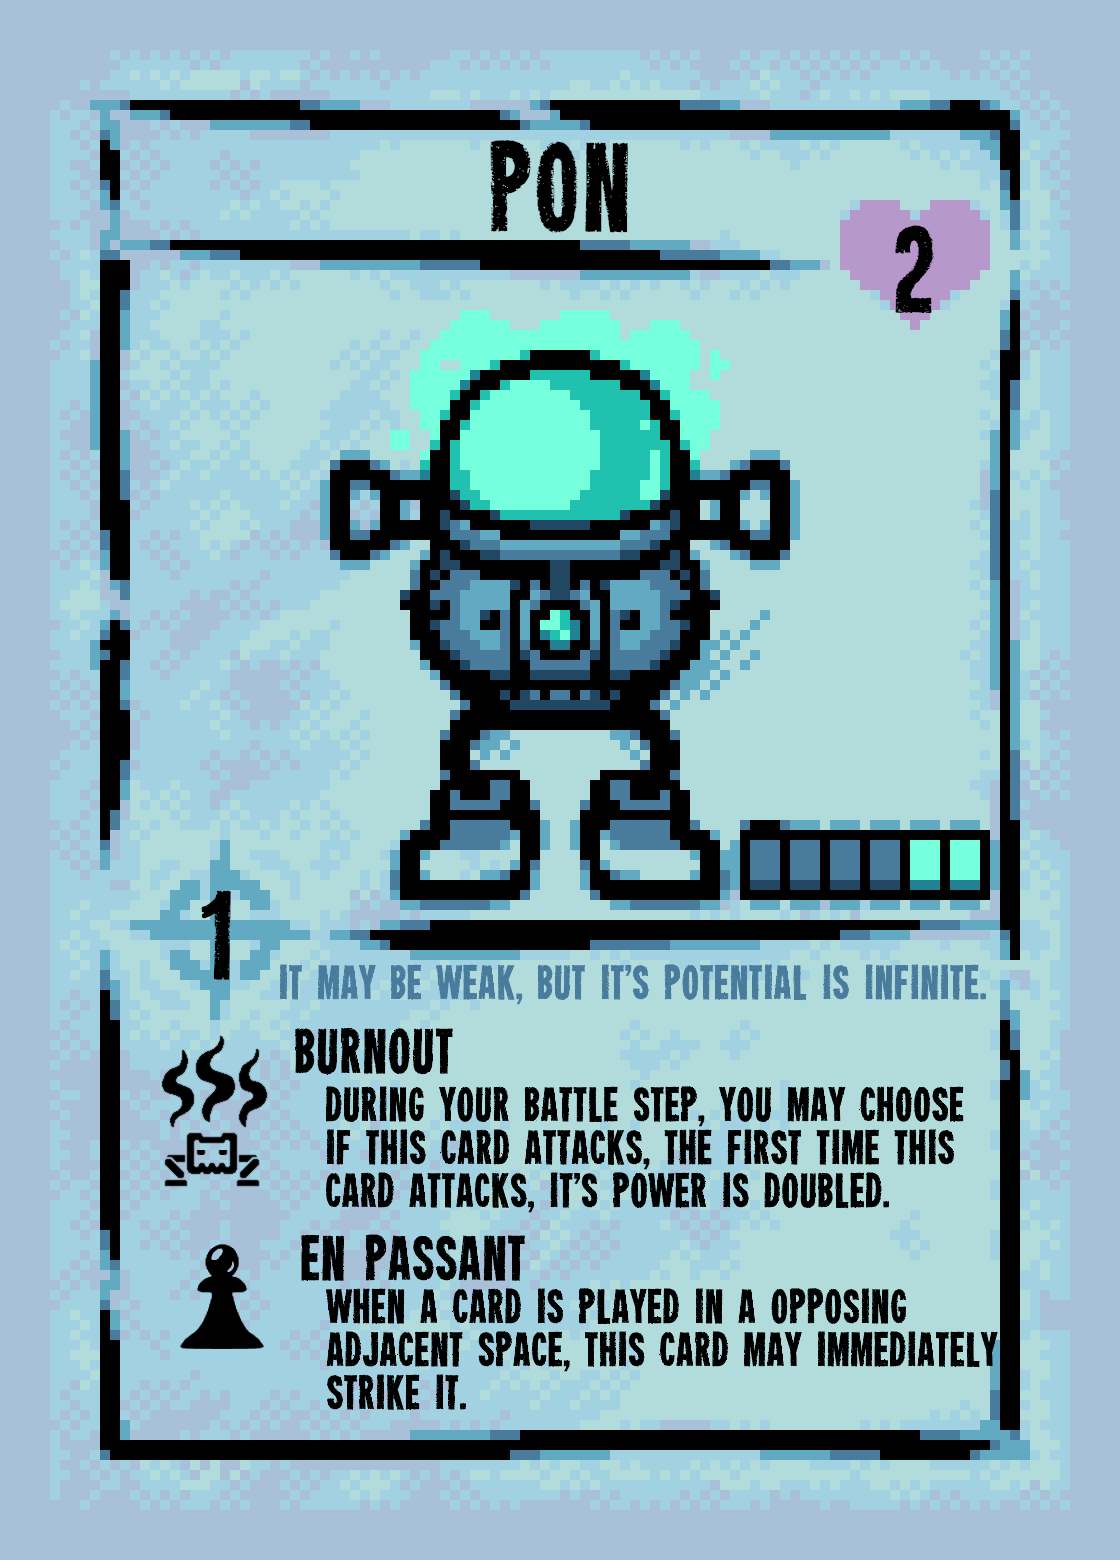 PON
2
1
IT MAY BE WEAK, BUT IT'S POTENTIAL IS INFINITE.
BURNOUT
DURING YOUR BATTLE STEP, YOU MAY CHOOSE
IF THIS CARD ATTACKS, THE FIRST TIME THIS
CARD ATTACKS, IT'S POWER IS DOUBLED.
EN PASSANT
WHEN A CARD IS PLAYED IN A OPPOSING
ADJACENT SPACE, THIS CARD MAY IMMEDIATELY
STRIKE IT.